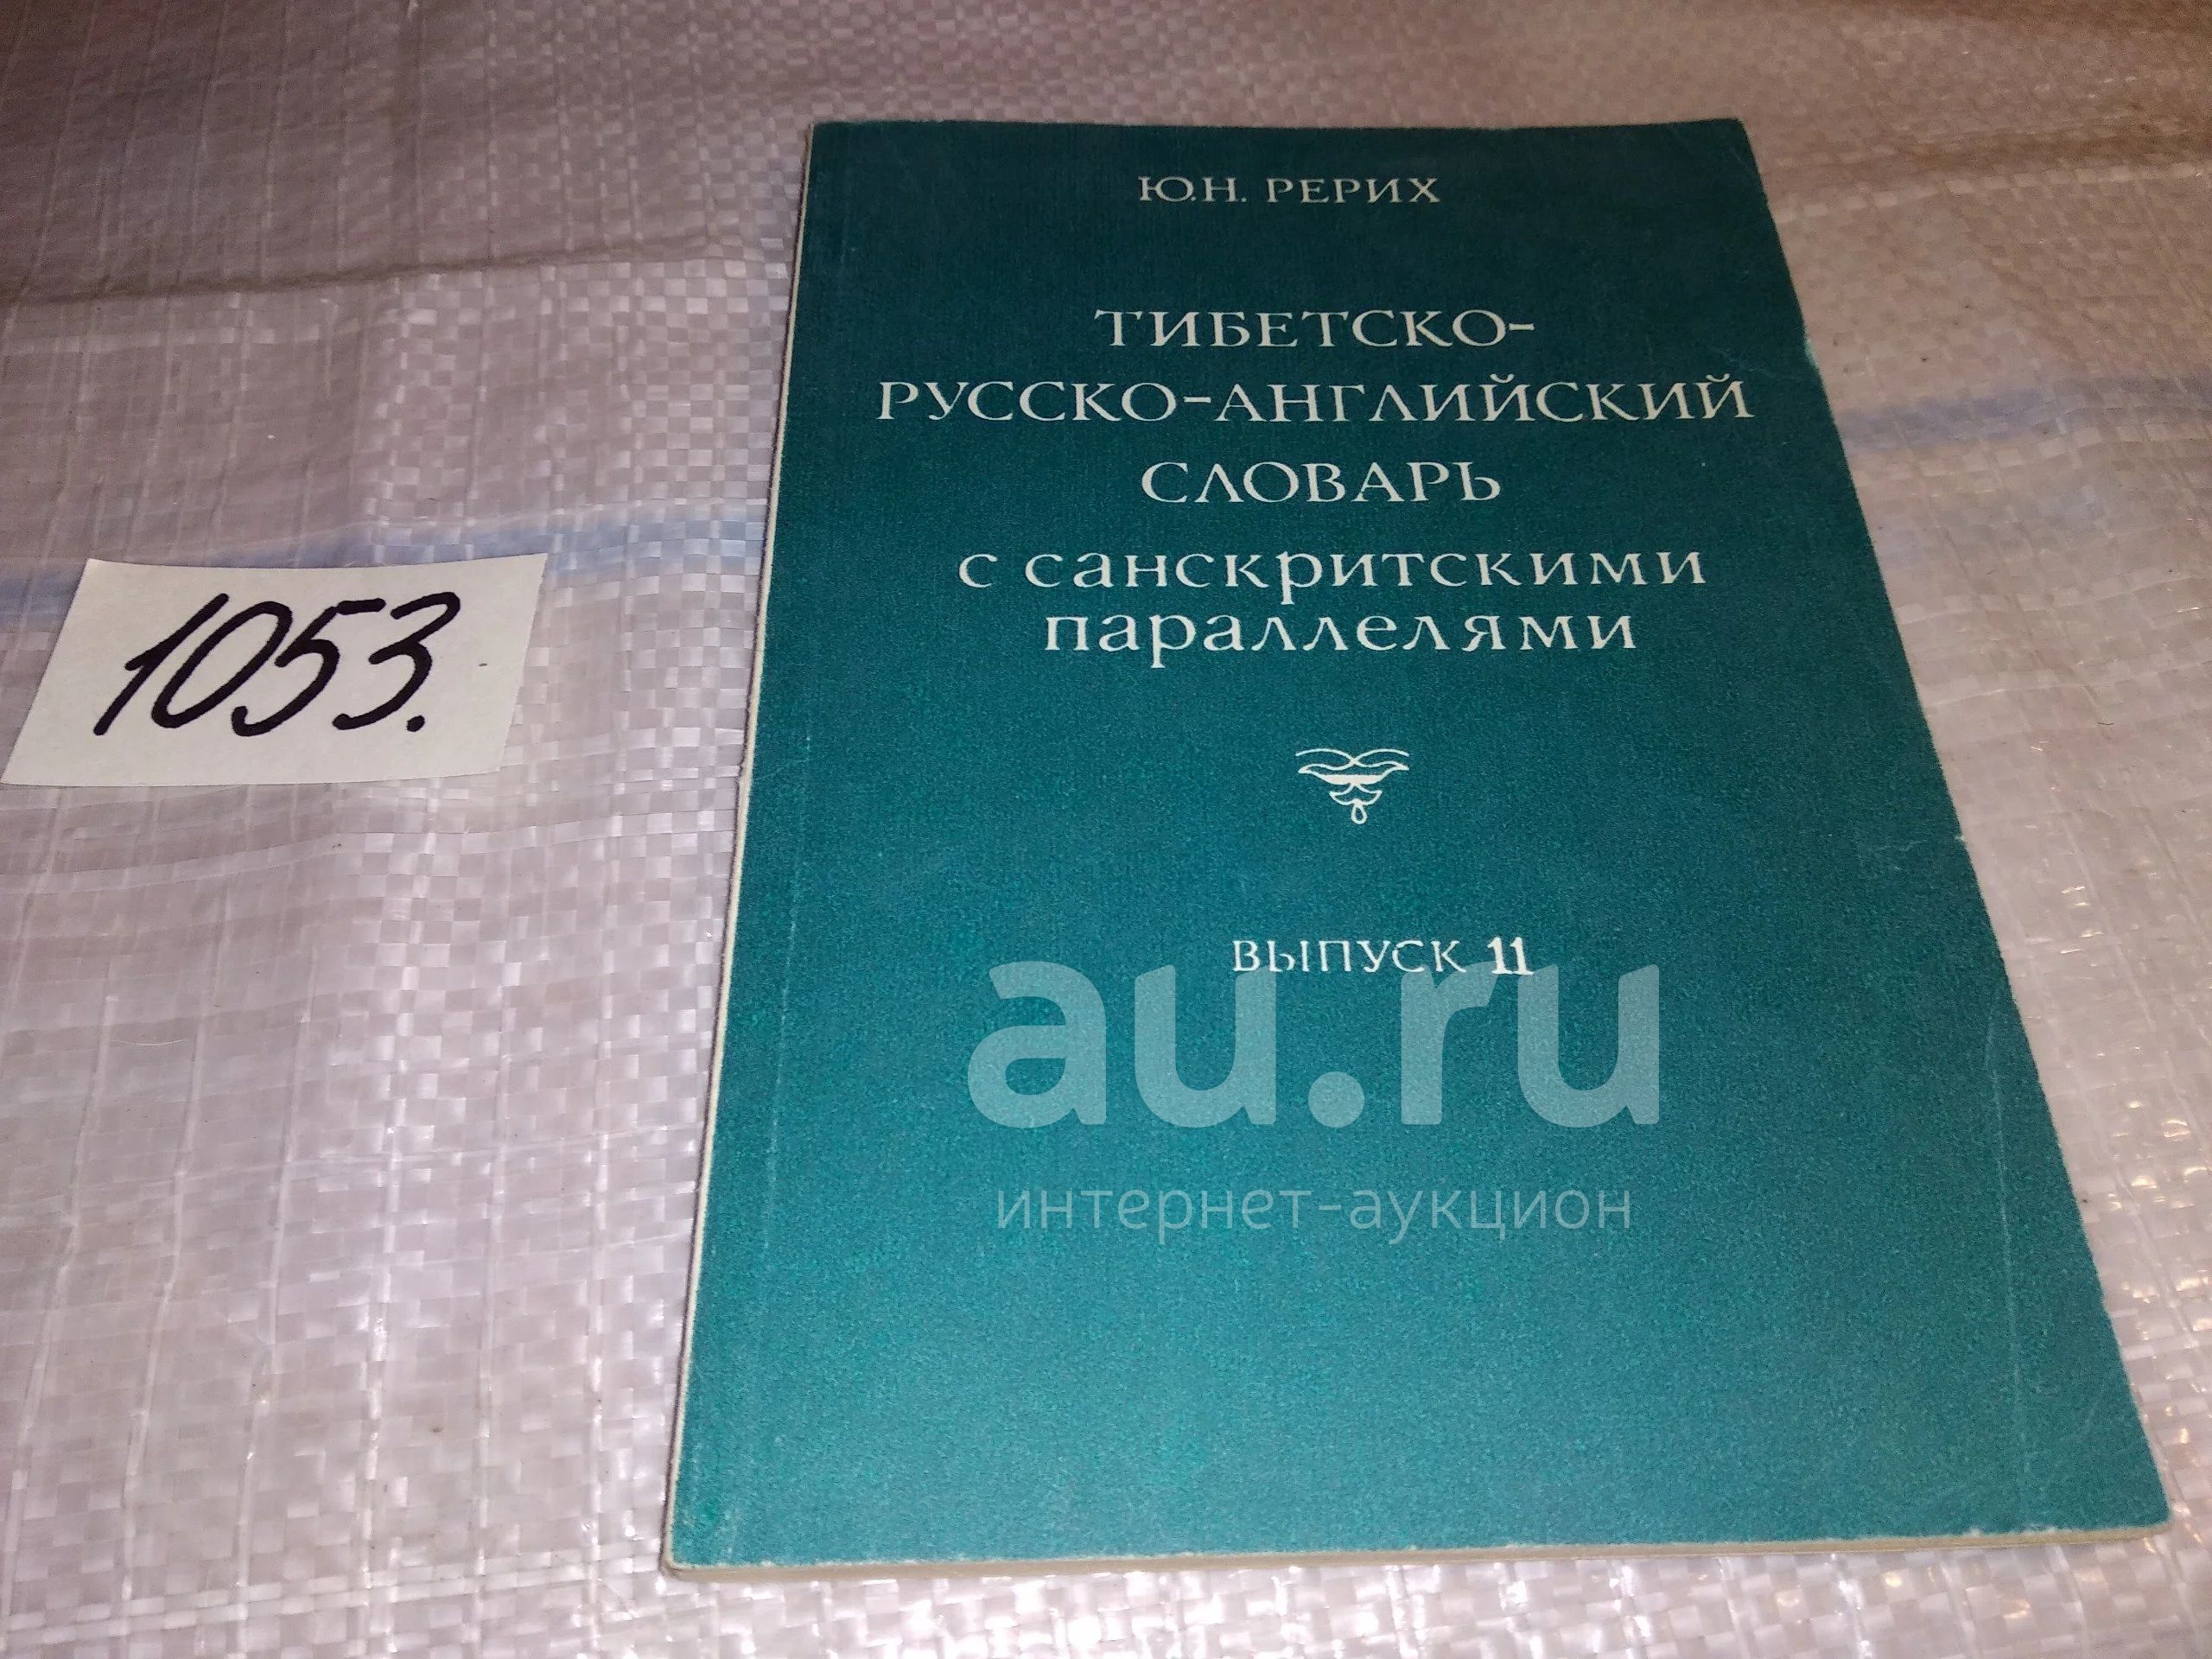 Ю.Н. РЕРИХ
ТИБЕТСКО-
РУССКО-АНГЛИЙСКИЙ
СЛОВАРЬ
с санскритскими
параллелями
ВЫПУСК 11
1053.
au.ru
интернет-аукцион